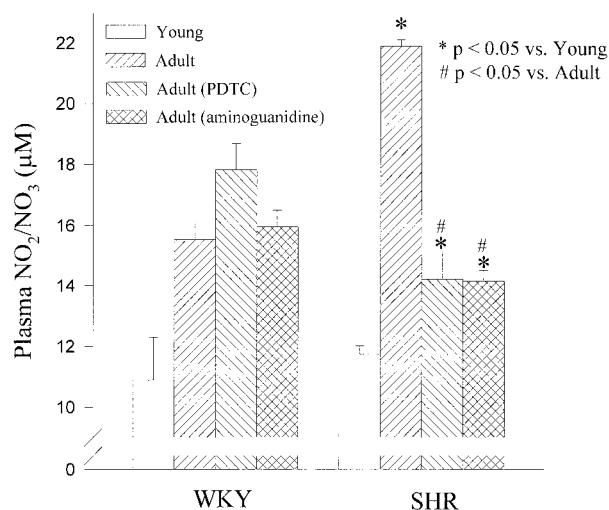 Young
Adult
Adult (PDTC)
Adult (aminoguanidine)
* p < 0.05 vs. Young
# p < 0.05 vs. Adult
Plasma NO2/NO3 (µM)
22
20
18
16
14
12
10
0
*
#
*
#
*
WKY
SHR